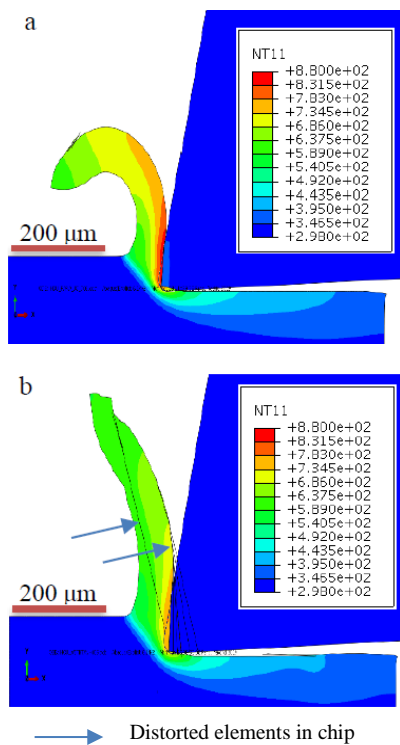 a
NT11
+8.800e+02
+8.315e+02
+7.830e+02
+7.345e+02
+6.860e+02
+6.375e+02
+5.890e+02
+5.405e+02
+4.920e+02
+4.435e+02
+3.950e+02
+3.465e+02
+2.980e+02
200 μm
b
NT11
+8.800e+02
+8.315e+02
+7.830e+02
+7.345e+02
+6.860e+02
+6.375e+02
+5.890e+02
+5.405e+02
+4.920e+02
+4.435e+02
+3.950e+02
+3.465e+02
+2.980e+02
200 μm
Distorted elements in chip